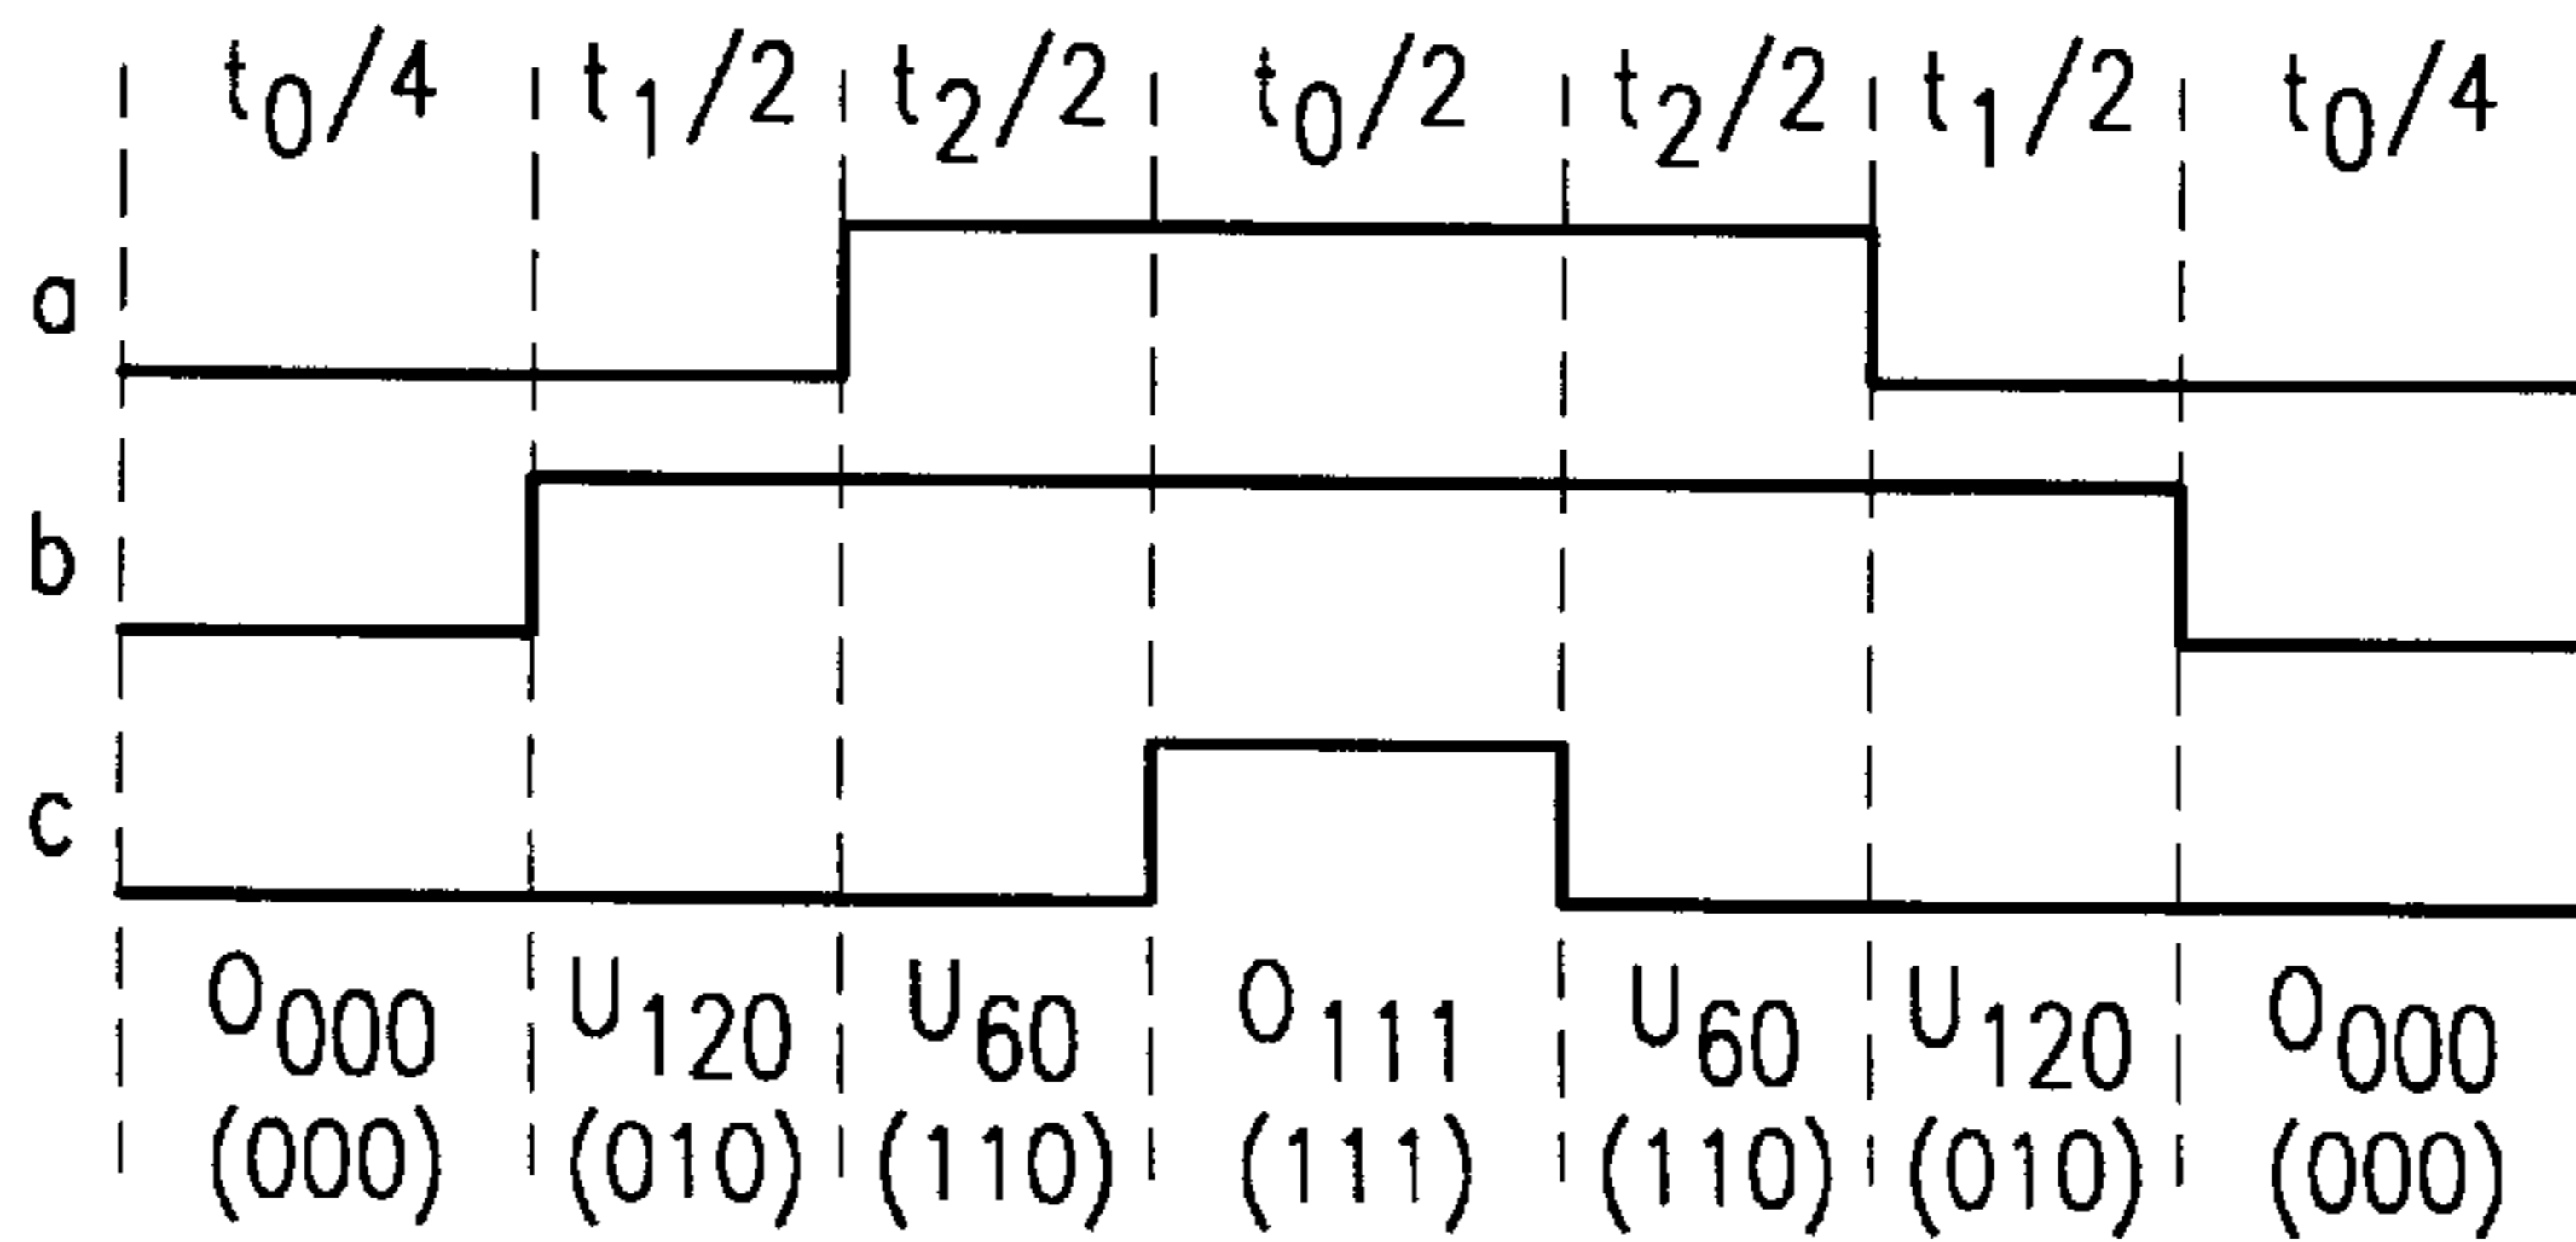 t0/4 t1/2 t2/2 t0/2 t2/2 t1/2 t0/4
a
b
c
O000 U120 U60 O111 U60 U120 O000
(000) (010) (110) (111) (110) (010) (000)